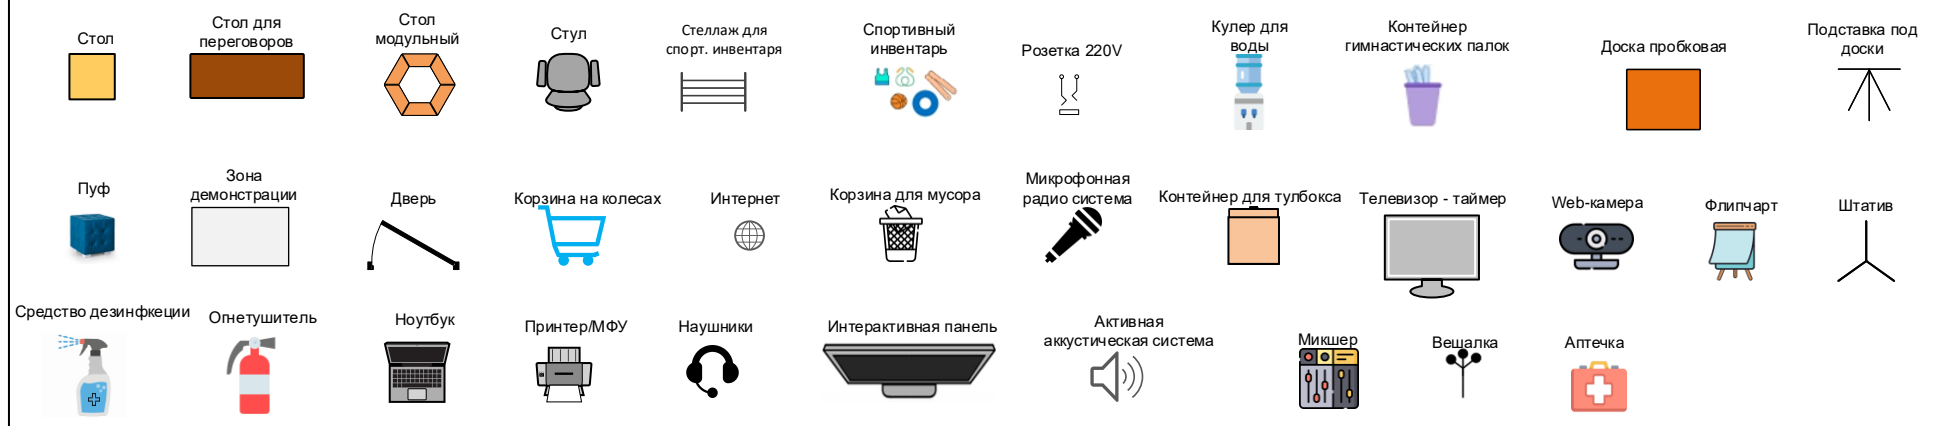 Стол
Стол для
переговоров
Стол
модульный
Стул
Стеллаж для
спорт. инвентаря
Спортивный
инвентарь
Розетка 220V
Кулер для
воды
Контейнер
гимнастических палок
Доска пробковая
Подставка под
доски
Пуф
Зона
демонстрации
Дверь
Корзина на колесах
Интернет
Корзина для мусора
Микрофонная
радио система
Контейнер для тулбокса
Телевизор - таймер
Web-камера
Флипчарт
Штатив
Средство дезинфкеции
Огнетушитель
Ноутбук
Принтер/МФУ
Наушники
Интерактивная панель
Активная
аккустическая система
Микшер
Вешалка
Аптечка